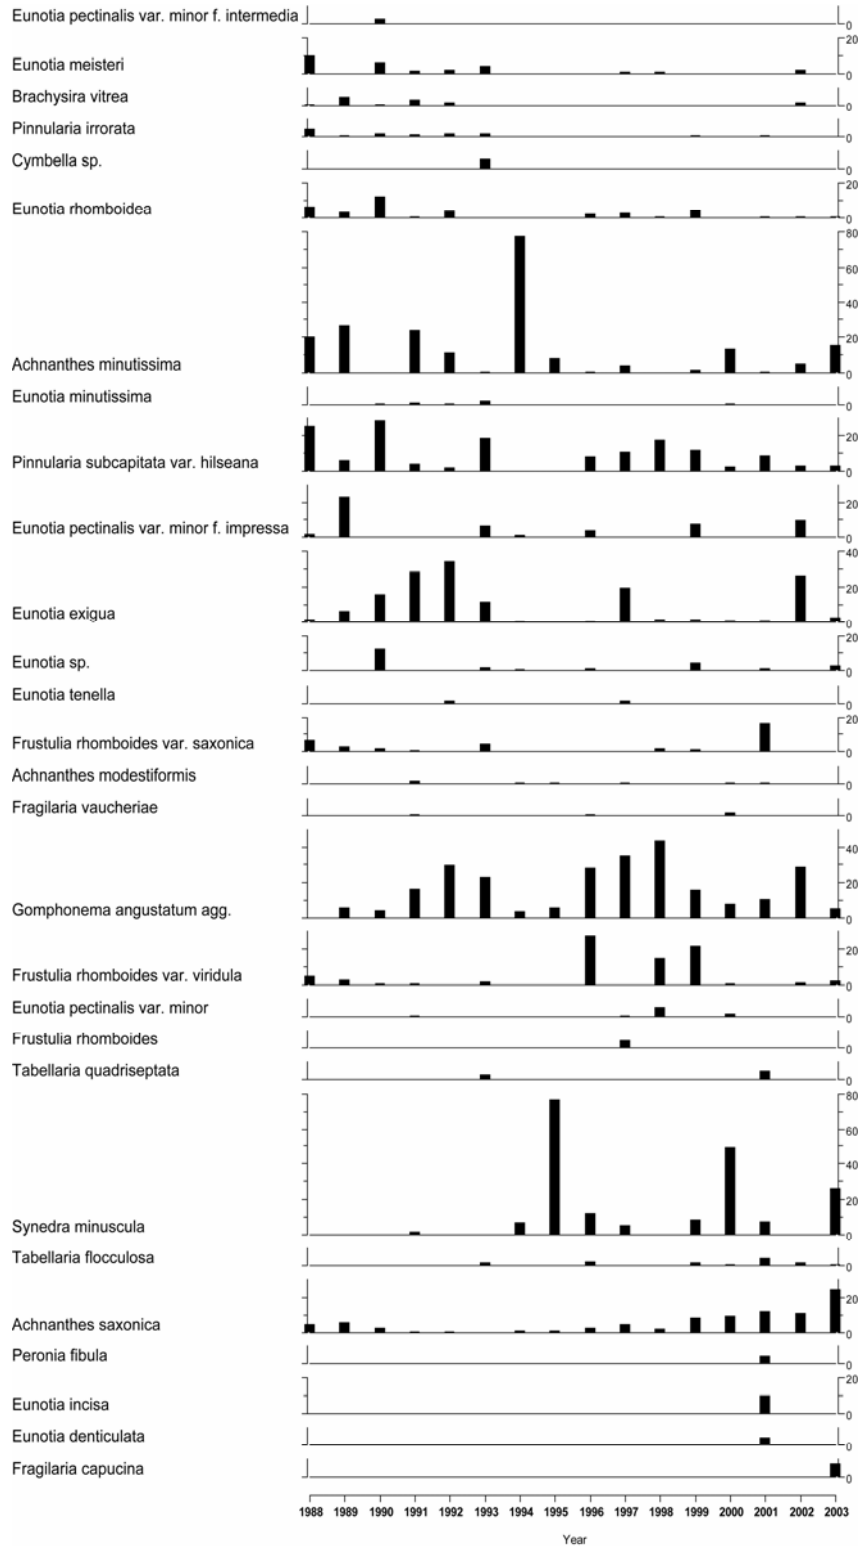 Eunotia pectinalis var. minor f. intermedia
0
20
Eunotia meisteri
0
Brachysira vitrea
0
Pinnularia irrorata
0
Cymbella sp.
0
20
Eunotia rhomboidea
0
80
60
40
20
Achnanthes minutissima
0
Eunotia minutissima
0
20
Pinnularia subcapitata var. hilseana
0
20
Eunotia pectinalis var. minor f. impressa
0
40
20
Eunotia exigua
0
20
Eunotia sp.
0
Eunotia tenella
0
20
Frustulia rhomboides var. saxonica
0
Achnanthes modestiformis
0
Fragilaria vaucheriae
0
40
20
Gomphonema angustatum agg.
0
20
Frustulia rhomboides var. viridula
0
Eunotia pectinalis var. minor
0
Frustulia rhomboides
0
Tabellaria quadriseptata
0
80
60
40
20
Synedra minuscula
0
Tabellaria flocculosa
0
20
Achnanthes saxonica
0
Peronia fibula
0
20
Eunotia incisa
0
Eunotia denticulata
0
Fragilaria capucina
0
1988 1989 1990 1991 1992 1993 1994 1995 1996 1997 1998 1999 2000 2001 2002 2003
Year